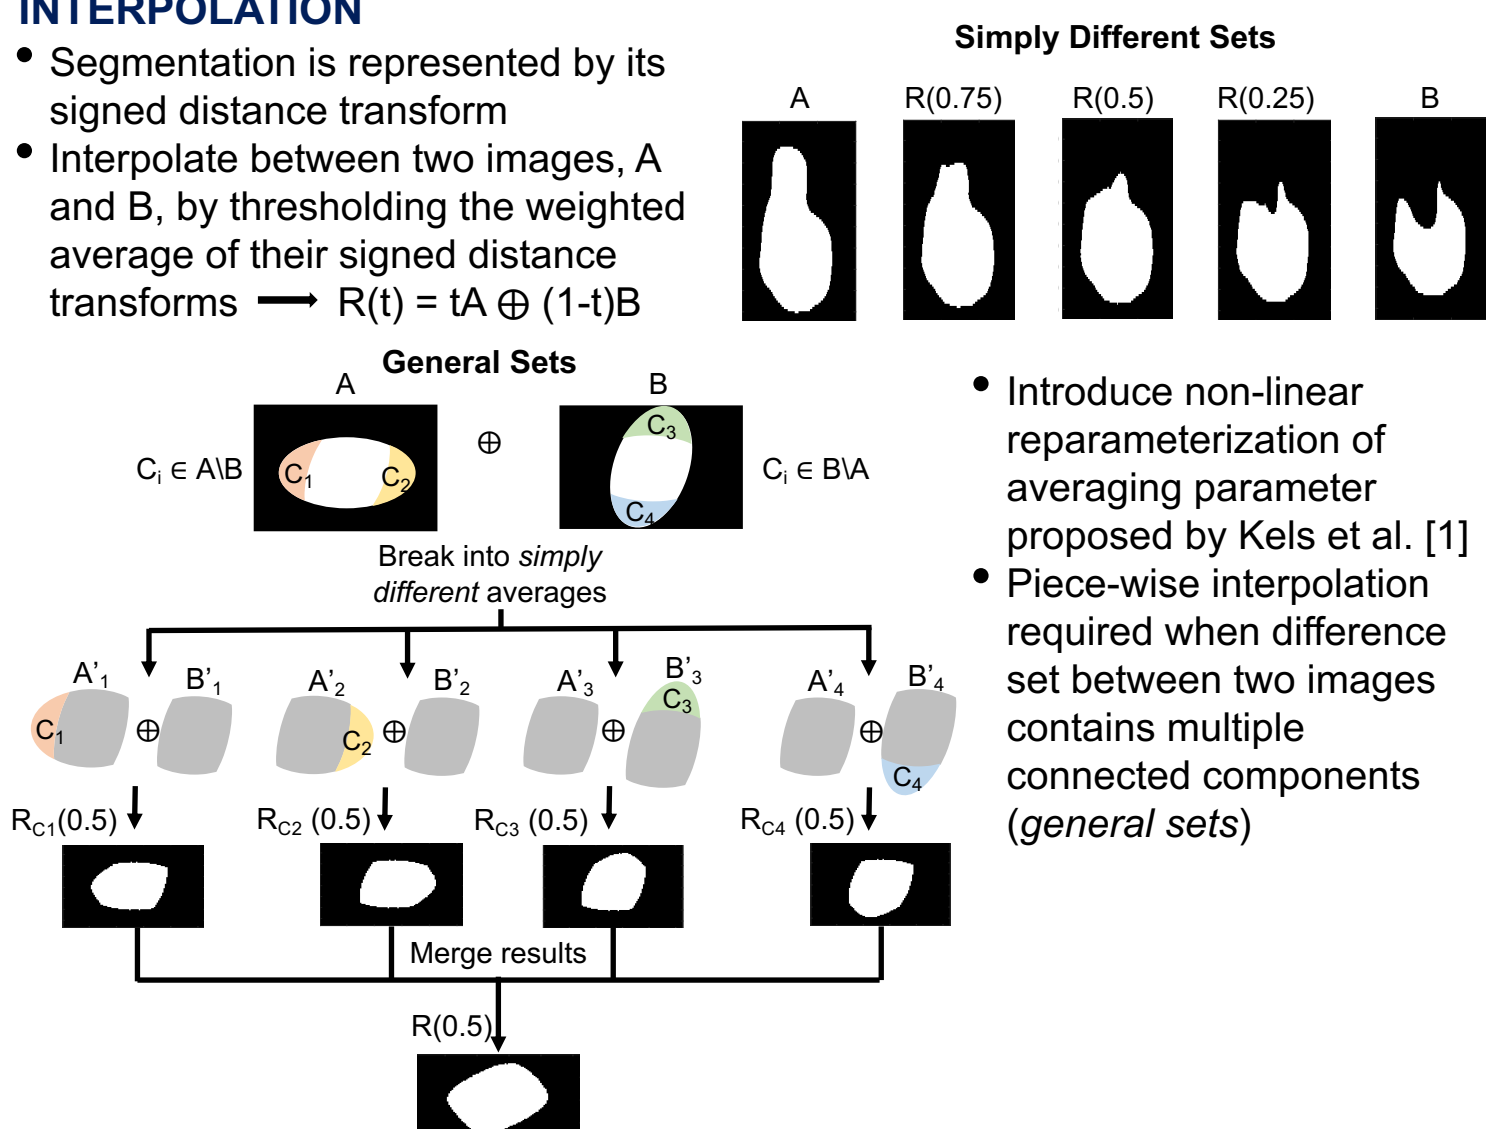 INTERPOLATION
• Segmentation is represented by its
signed distance transform
• Interpolate between two images, A
and B, by thresholding the weighted
average of their signed distance
transforms ⟶ R(t) = tA ⊕ (1-t)B
Simply Different Sets
A R(0.75) R(0.5) R(0.25) B
General Sets
A B
C₃
⊕
Cᵢ ∈ A\B C₁ C₂ Cᵢ ∈ B\A
C₄
Break into simply
different averages
A’₁ B’₁ A’₂ B’₂ A’₃ B’₃ A’₄ B’₄
C₁ ⊕ C₂ ⊕ ⊕ C₃ ⊕ C₄
R_C1(0.5) R_C2 (0.5) R_C3 (0.5) R_C4 (0.5)
Merge results
R(0.5)
• Introduce non-linear
reparameterization of
averaging parameter
proposed by Kels et al. [1]
• Piece-wise interpolation
required when difference
set between two images
contains multiple
connected components
(general sets)